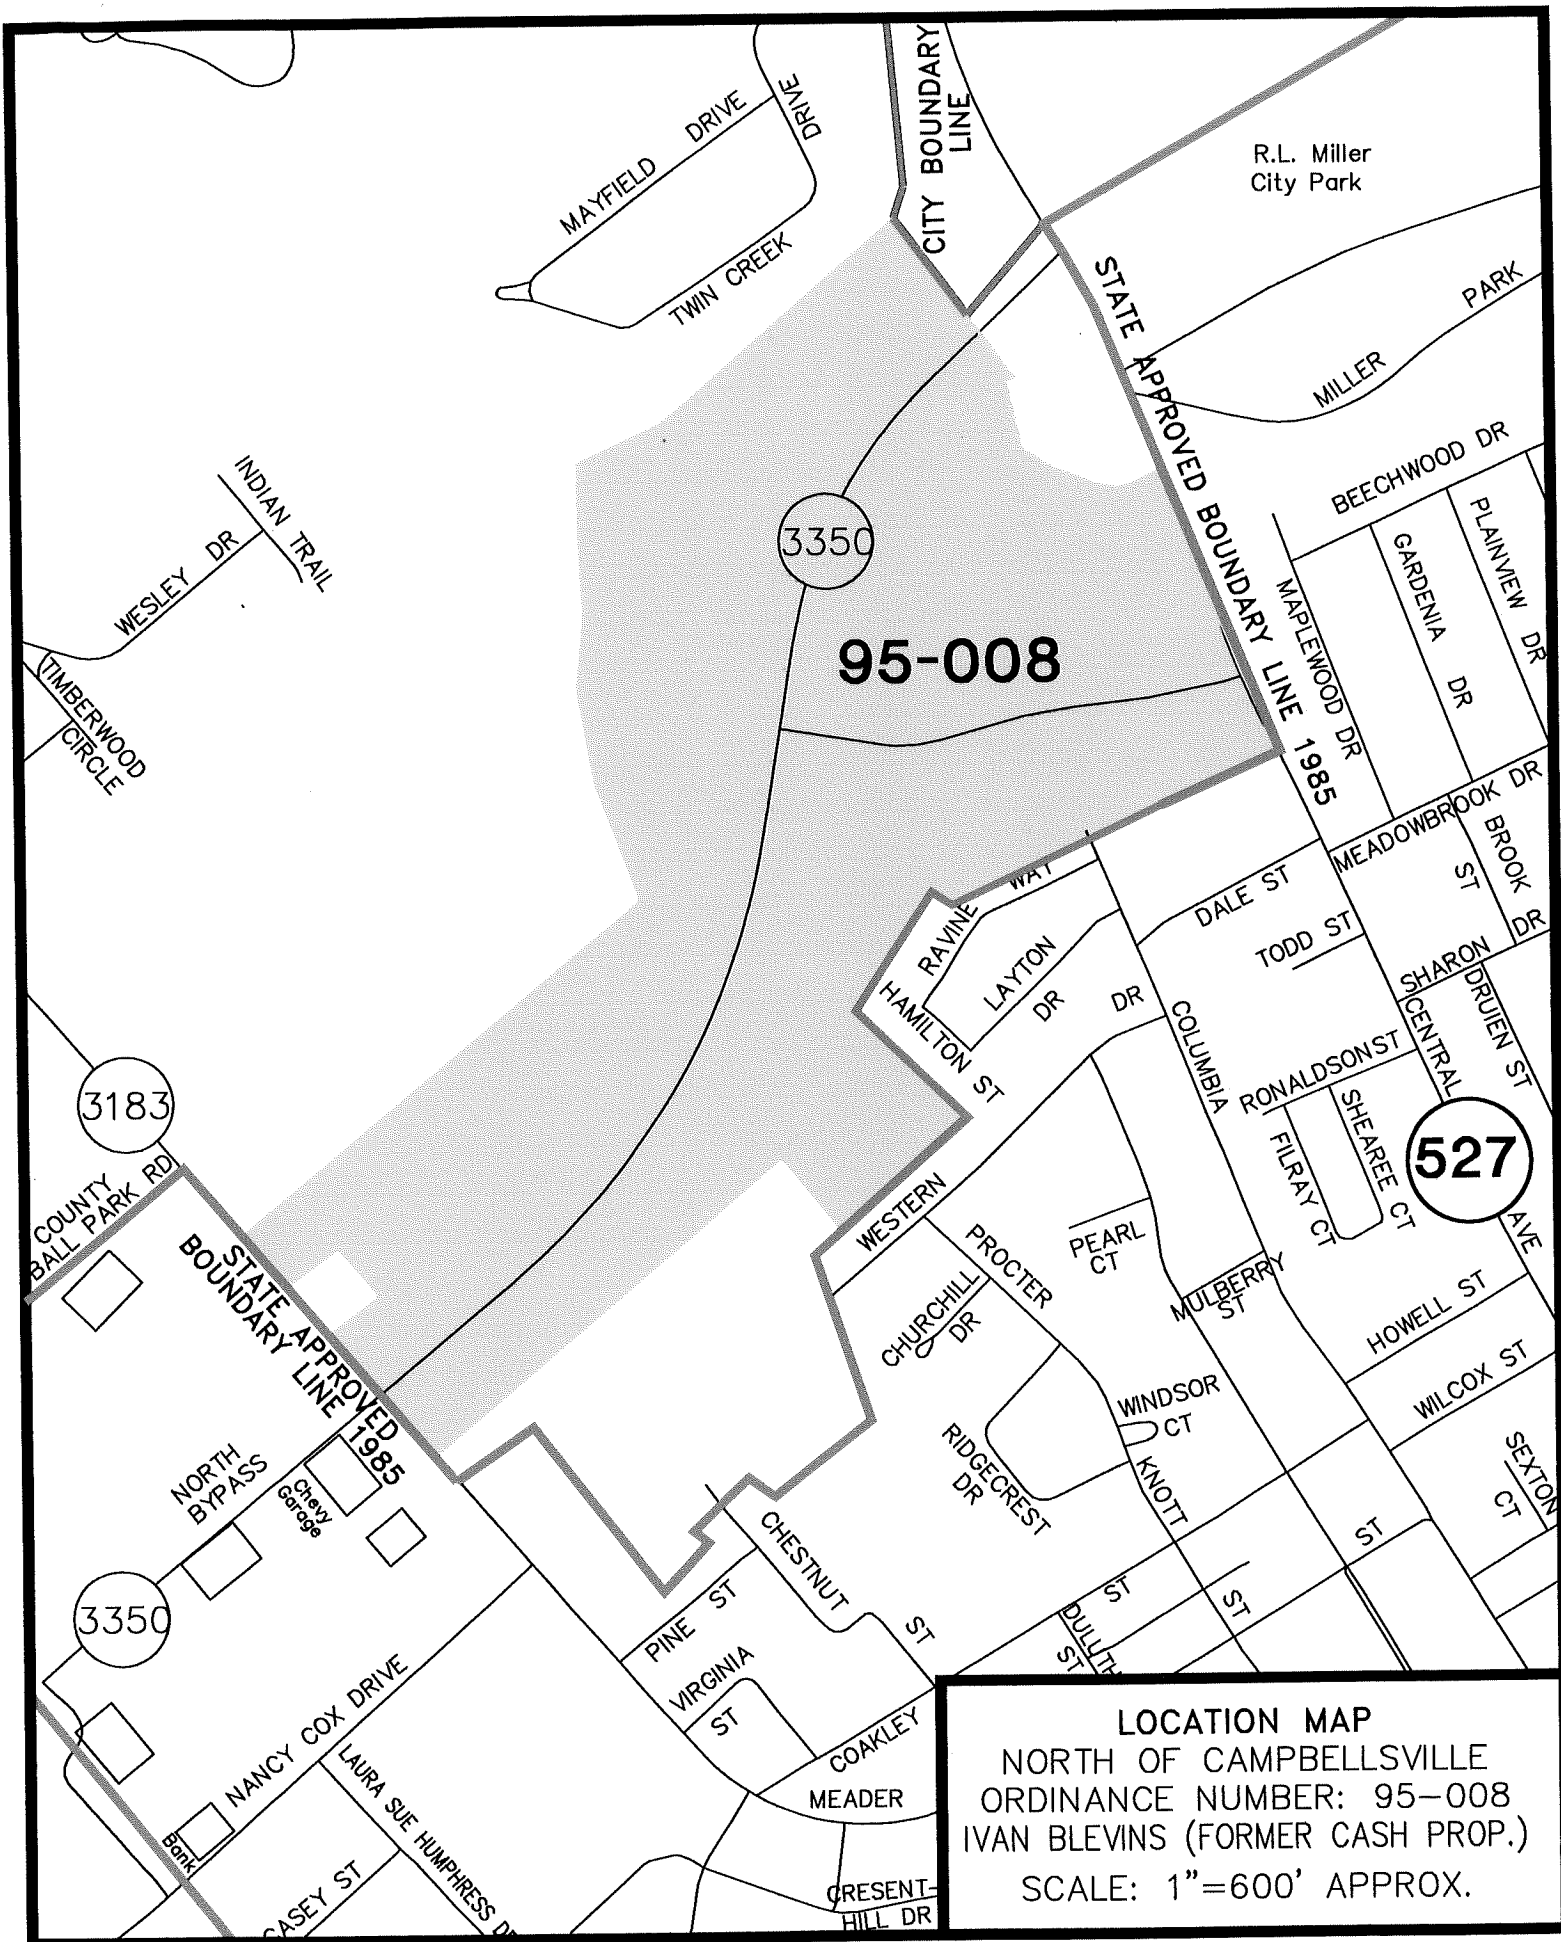 CITY BOUNDARY
LINE
MAYFIELD DRIVE
DRIVE
TWIN CREEK
R.L. Miller
City Park
STATE APPROVED BOUNDARY LINE 1985
MILLER PARK
BEECHWOOD DR
PLAINVIEW DR
GARDENIA DR
MAPLEWOOD DR
INDIAN TRAIL
WESLEY DR
TIMBERWOOD
CIRCLE
3350
95-008
MEADOWBROOK DR
BROOK
ST
WAY
RAVINE
DALE ST
TODD ST
LAYTON
DR
DR
HAMILTON ST
SHARON DR
DRUIEN ST
CENTRAL
COLUMBIA
RONALDSON ST
SHEAREE CT
FILRAY CT
527
AVE
3183
COUNTY
BALL PARK RD
STATE APPROVED
BOUNDARY LINE 1985
WESTERN
PROCTER
PEARL
CT
MULBERRY
ST
CHURCHILL
DR
HOWELL ST
WILCOX ST
WINDSOR
CT
RIDGECREST
DR
KNOTT
SEXTON
CT
ST
NORTH
BYPASS
Chevy
Garage
CHESTNUT
ST
3350
PINE ST
VIRGINIA
ST
DULUTH
ST
ST
ST
NANCY COX DRIVE
LAURA SUE HUMPHRESS DR
COAKLEY
MEADER
Bank
CASEY ST
CRESENT-
HILL DR
LOCATION MAP
NORTH OF CAMPBELLSVILLE
ORDINANCE NUMBER: 95-008
IVAN BLEVINS (FORMER CASH PROP.)
SCALE: 1"=600' APPROX.